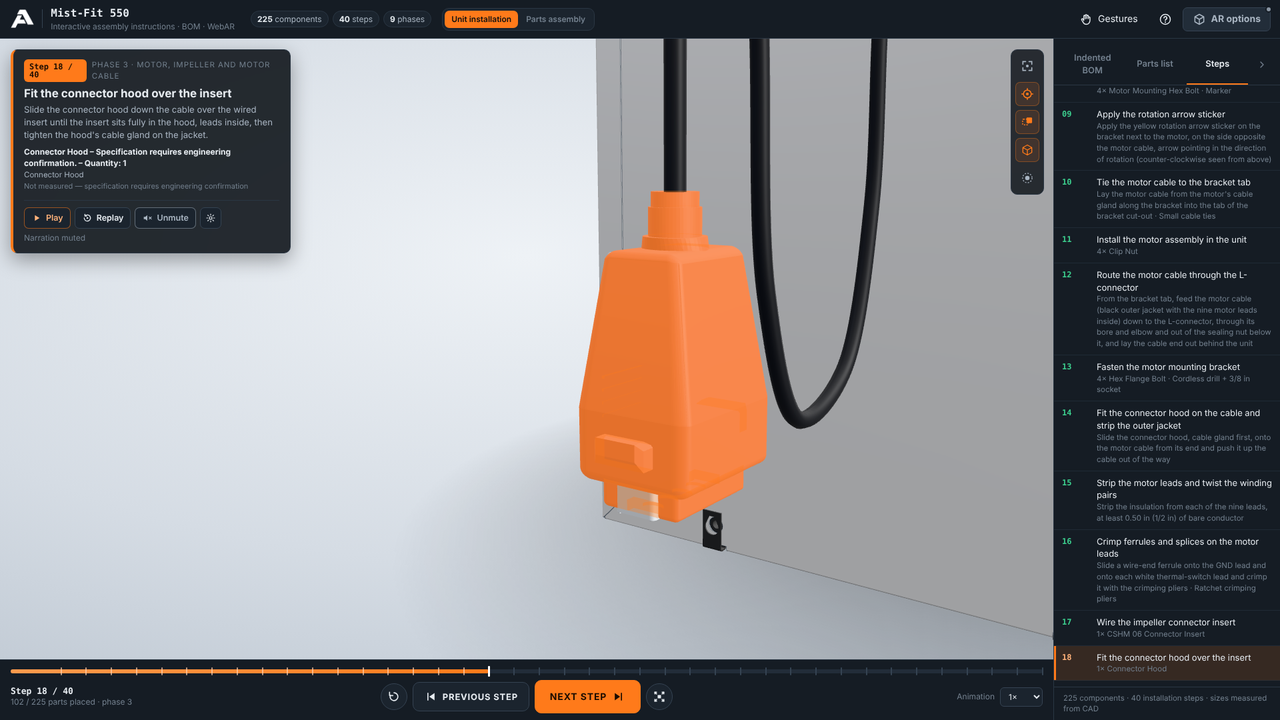 Mist-Fit 550
Interactive assembly instructions · BOM · WebAR
225 components
40 steps
9 phases
Unit installation
Parts assembly
Gestures
AR options
Step 18 / 40
PHASE 3 · MOTOR, IMPELLER AND MOTOR CABLE
Fit the connector hood over the insert
Slide the connector hood down the cable over the wired
insert until the insert sits fully in the hood, leads inside, then
tighten the hood's cable gland on the jacket.
Connector Hood – Specification requires engineering
confirmation. – Quantity: 1
Connector Hood
Not measured — specification requires engineering confirmation
Play
Replay
Unmute
Narration muted
Indented BOM
Parts list
Steps
4× Motor Mounting Hex Bolt · Marker
09
Apply the rotation arrow sticker
Apply the yellow rotation arrow sticker on the
bracket next to the motor, on the side opposite
the motor cable, arrow pointing in the direction
of rotation (counter-clockwise seen from above)
10
Tie the motor cable to the bracket tab
Lay the motor cable from the motor's cable
gland along the bracket into the tab of the
bracket cut-out · Small cable ties
11
Install the motor assembly in the unit
4× Clip Nut
12
Route the motor cable through the L-
connector
From the bracket tab, feed the motor cable
(black outer jacket with the nine motor leads
inside) down to the L-connector, through its
bore and elbow and out of the sealing nut below
it, and lay the cable end out behind the unit
13
Fasten the motor mounting bracket
4× Hex Flange Bolt · Cordless drill + 3/8 in
socket
14
Fit the connector hood on the cable and
strip the outer jacket
Slide the connector hood, cable gland first, onto
the motor cable from its end and push it up the
cable out of the way
15
Strip the motor leads and twist the winding
pairs
Strip the insulation from each of the nine leads,
at least 0.50 in (1/2 in) of bare conductor
16
Crimp ferrules and splices on the motor
leads
Slide a wire-end ferrule onto the GND lead and
onto each white thermal-switch lead and crimp
it with the crimping pliers · Ratchet crimping
pliers
17
Wire the impeller connector insert
1× CSHM 06 Connector Insert
18
Fit the connector hood over the insert
1× Connector Hood
225 components · 40 installation steps · sizes measured
from CAD
Step 18 / 40
102 / 225 parts placed · phase 3
PREVIOUS STEP
NEXT STEP
Animation
1×